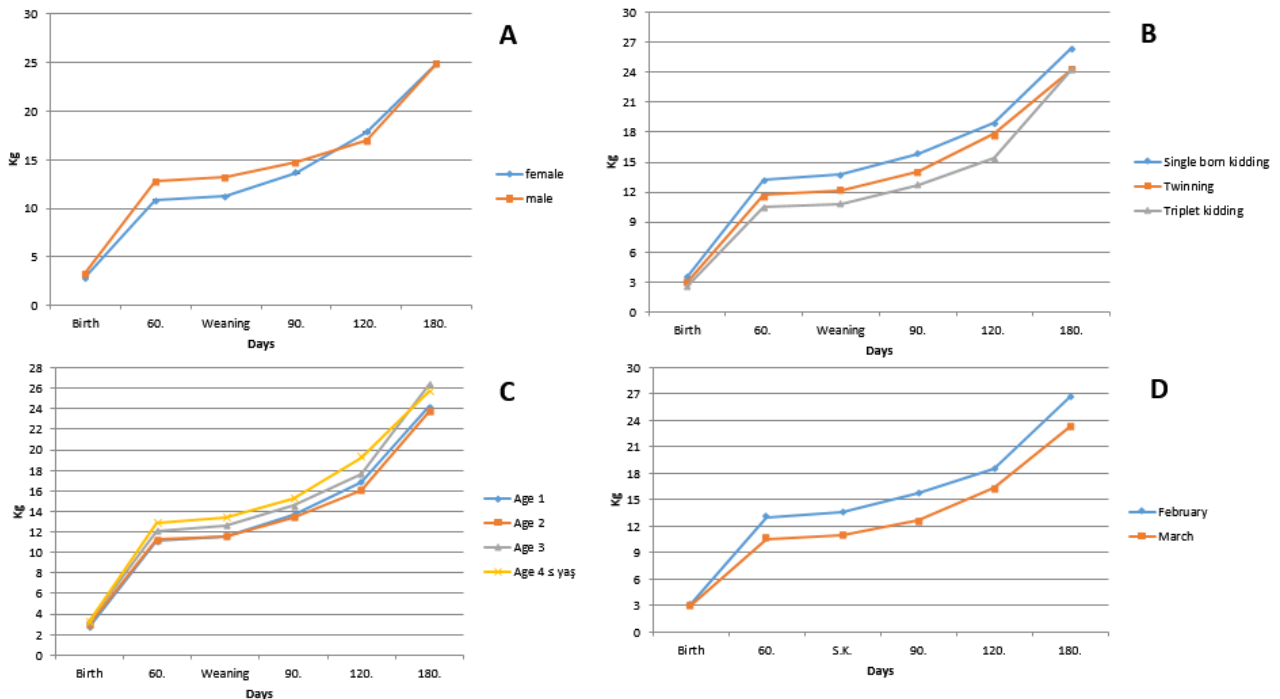 A
30
25
20
15
10
5
0
Kg
Birth 60. Weaning 90. 120. 180.
Days
female
male
B
30
27
24
21
18
15
12
9
6
3
0
Kg
Birth 60. Weaning 90. 120. 180.
Days
Single born kidding
Twinning
Triplet kidding
C
28
26
24
22
20
18
16
14
12
10
8
6
4
2
0
Kg
Birth 60. Weaning 90. 120. 180.
Days
Age 1
Age 2
Age 3
Age 4 ≤ yaş
D
30
27
24
21
18
15
12
9
6
3
0
Kg
Birth 60. S.K. 90. 120. 180.
Days
February
March